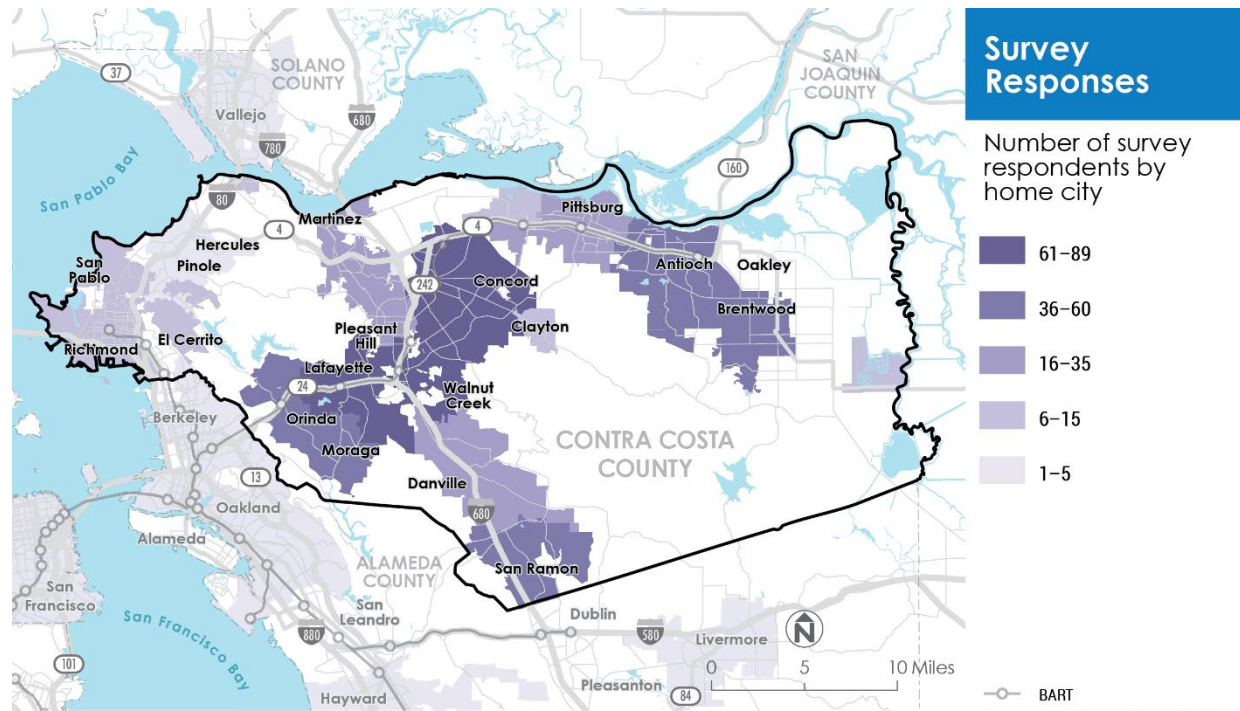 37
SOLANO
COUNTY
Vallejo
680
780
80
San Pablo Bay
SAN
JOAQUIN
COUNTY
160
Martinez
4
Hercules
Pinole
San
Pablo
Richmond
El Cerrito
Pittsburg
4
Antioch
Oakley
242
Concord
Brentwood
Clayton
Pleasant
Hill
Lafayette
24
Walnut
Creek
Orinda
Moraga
Berkeley
CONTRA COSTA
COUNTY
13
Oakland
Danville
680
Alameda
ALAMEDA
COUNTY
San Ramon
San
Francisco
San Francisco Bay
San
Leandro
880
Dublin
580
Livermore
N
0 5 10 Miles
101
Hayward
Pleasanton
84
Survey
Responses
Number of survey
respondents by
home city
61–89
36–60
16–35
6–15
1–5
BART